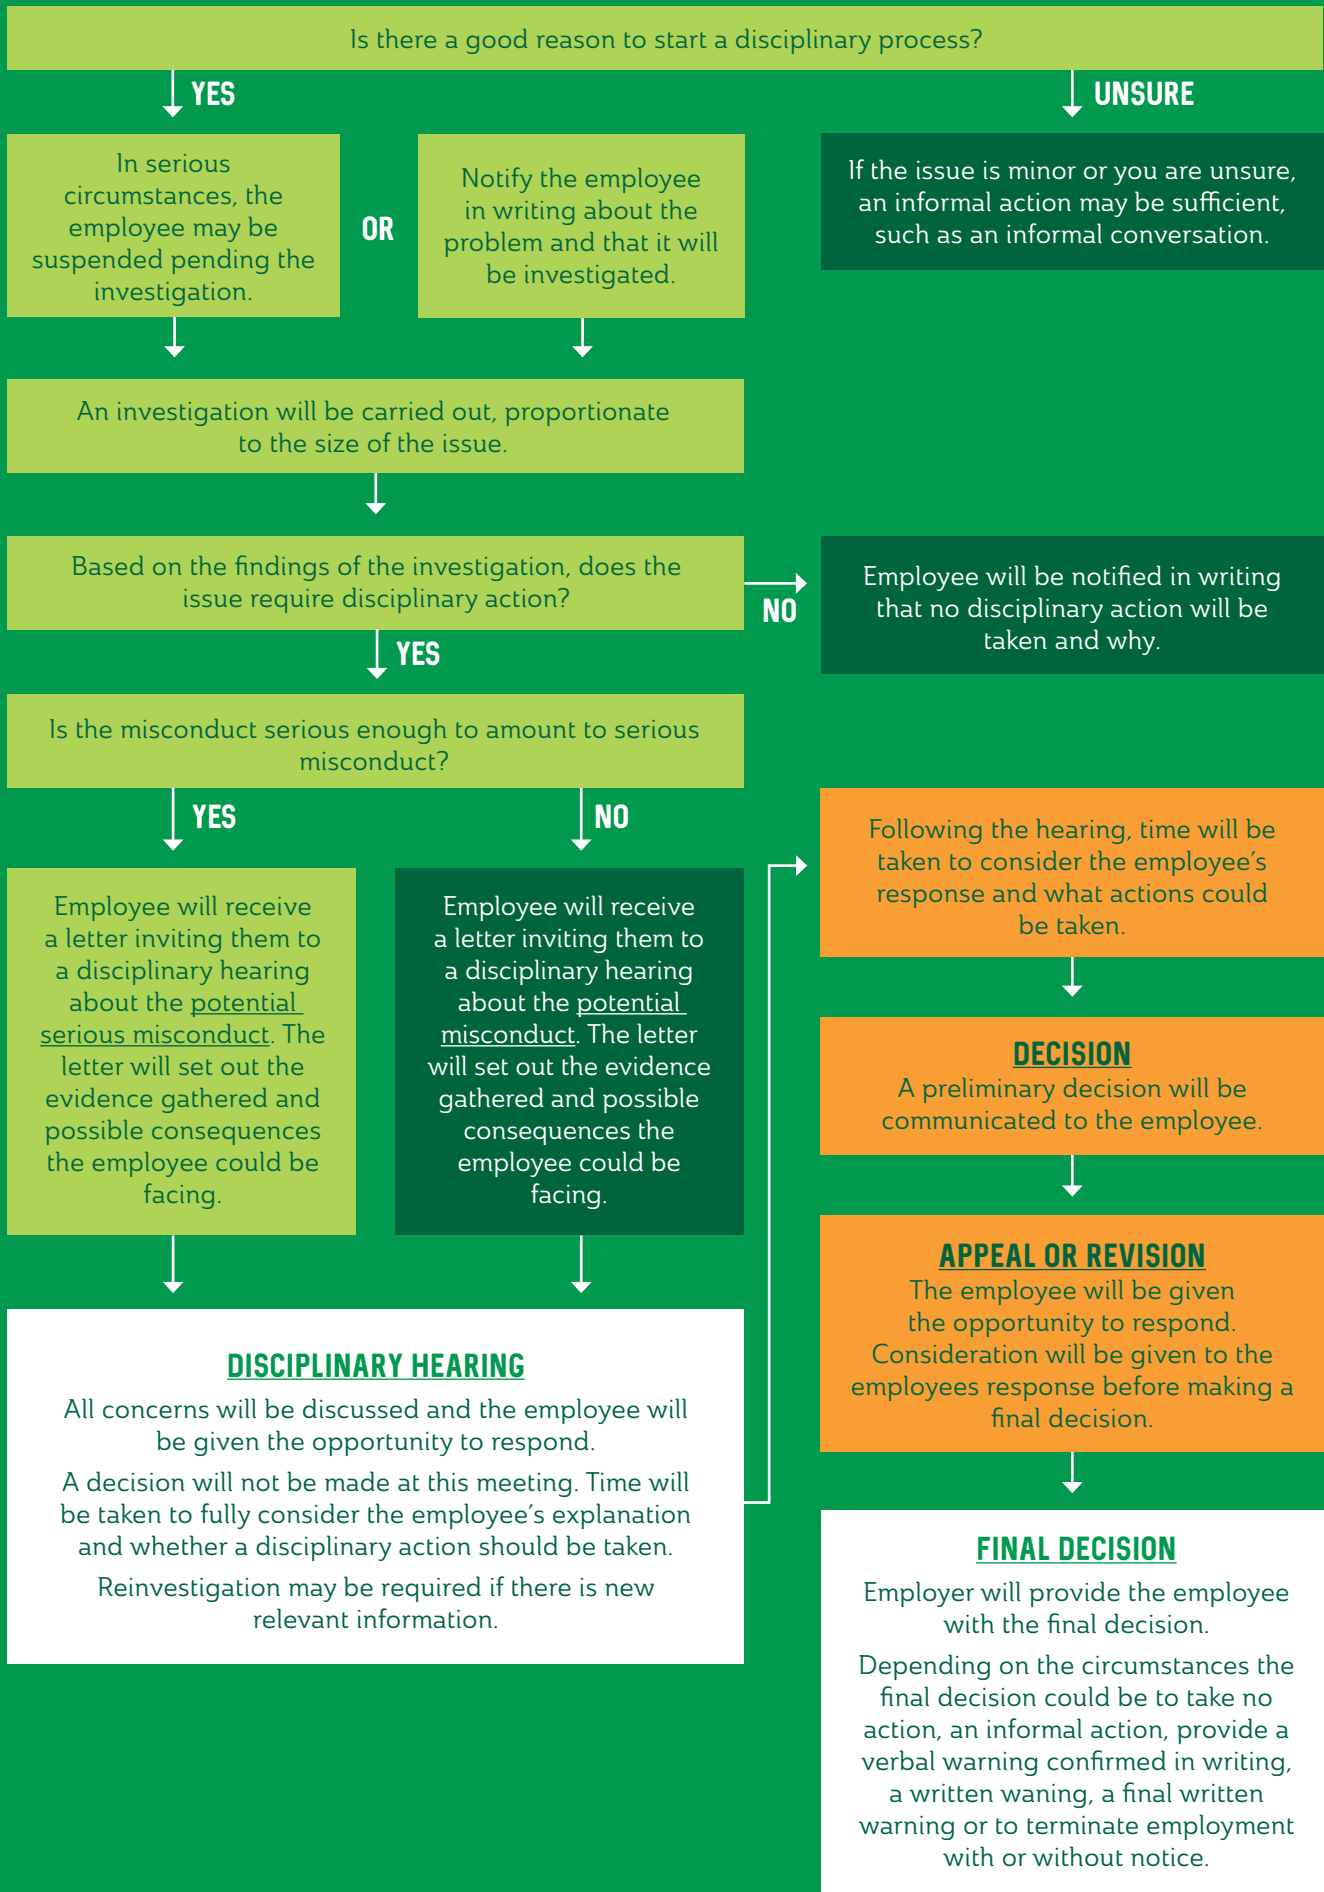 Is there a good reason to start a disciplinary process?
YES
UNSURE
In serious
circumstances, the
employee may be
suspended pending the
investigation.
OR
Notify the employee
in writing about the
problem and that it will
be investigated.
If the issue is minor or you are unsure,
an informal action may be sufficient,
such as an informal conversation.
An investigation will be carried out, proportionate
to the size of the issue.
Based on the findings of the investigation, does the
issue require disciplinary action?
NO
Employee will be notified in writing
that no disciplinary action will be
taken and why.
YES
Is the misconduct serious enough to amount to serious
misconduct?
YES
NO
Employee will receive
a letter inviting them to
a disciplinary hearing
about the potential
serious misconduct. The
letter will set out the
evidence gathered and
possible consequences
the employee could be
facing.
Employee will receive
a letter inviting them to
a disciplinary hearing
about the potential
misconduct. The letter
will set out the evidence
gathered and possible
consequences the
employee could be
facing.
DISCIPLINARY HEARING
All concerns will be discussed and the employee will
be given the opportunity to respond.
A decision will not be made at this meeting. Time will
be taken to fully consider the employee's explanation
and whether a disciplinary action should be taken.
Reinvestigation may be required if there is new
relevant information.
Following the hearing, time will be
taken to consider the employee's
response and what actions could
be taken.
DECISION
A preliminary decision will be
communicated to the employee.
APPEAL OR REVISION
The employee will be given
the opportunity to respond.
Consideration will be given to the
employees response before making a
final decision.
FINAL DECISION
Employer will provide the employee
with the final decision.
Depending on the circumstances the
final decision could be to take no
action, an informal action, provide a
verbal warning confirmed in writing,
a written waning, a final written
warning or to terminate employment
with or without notice.